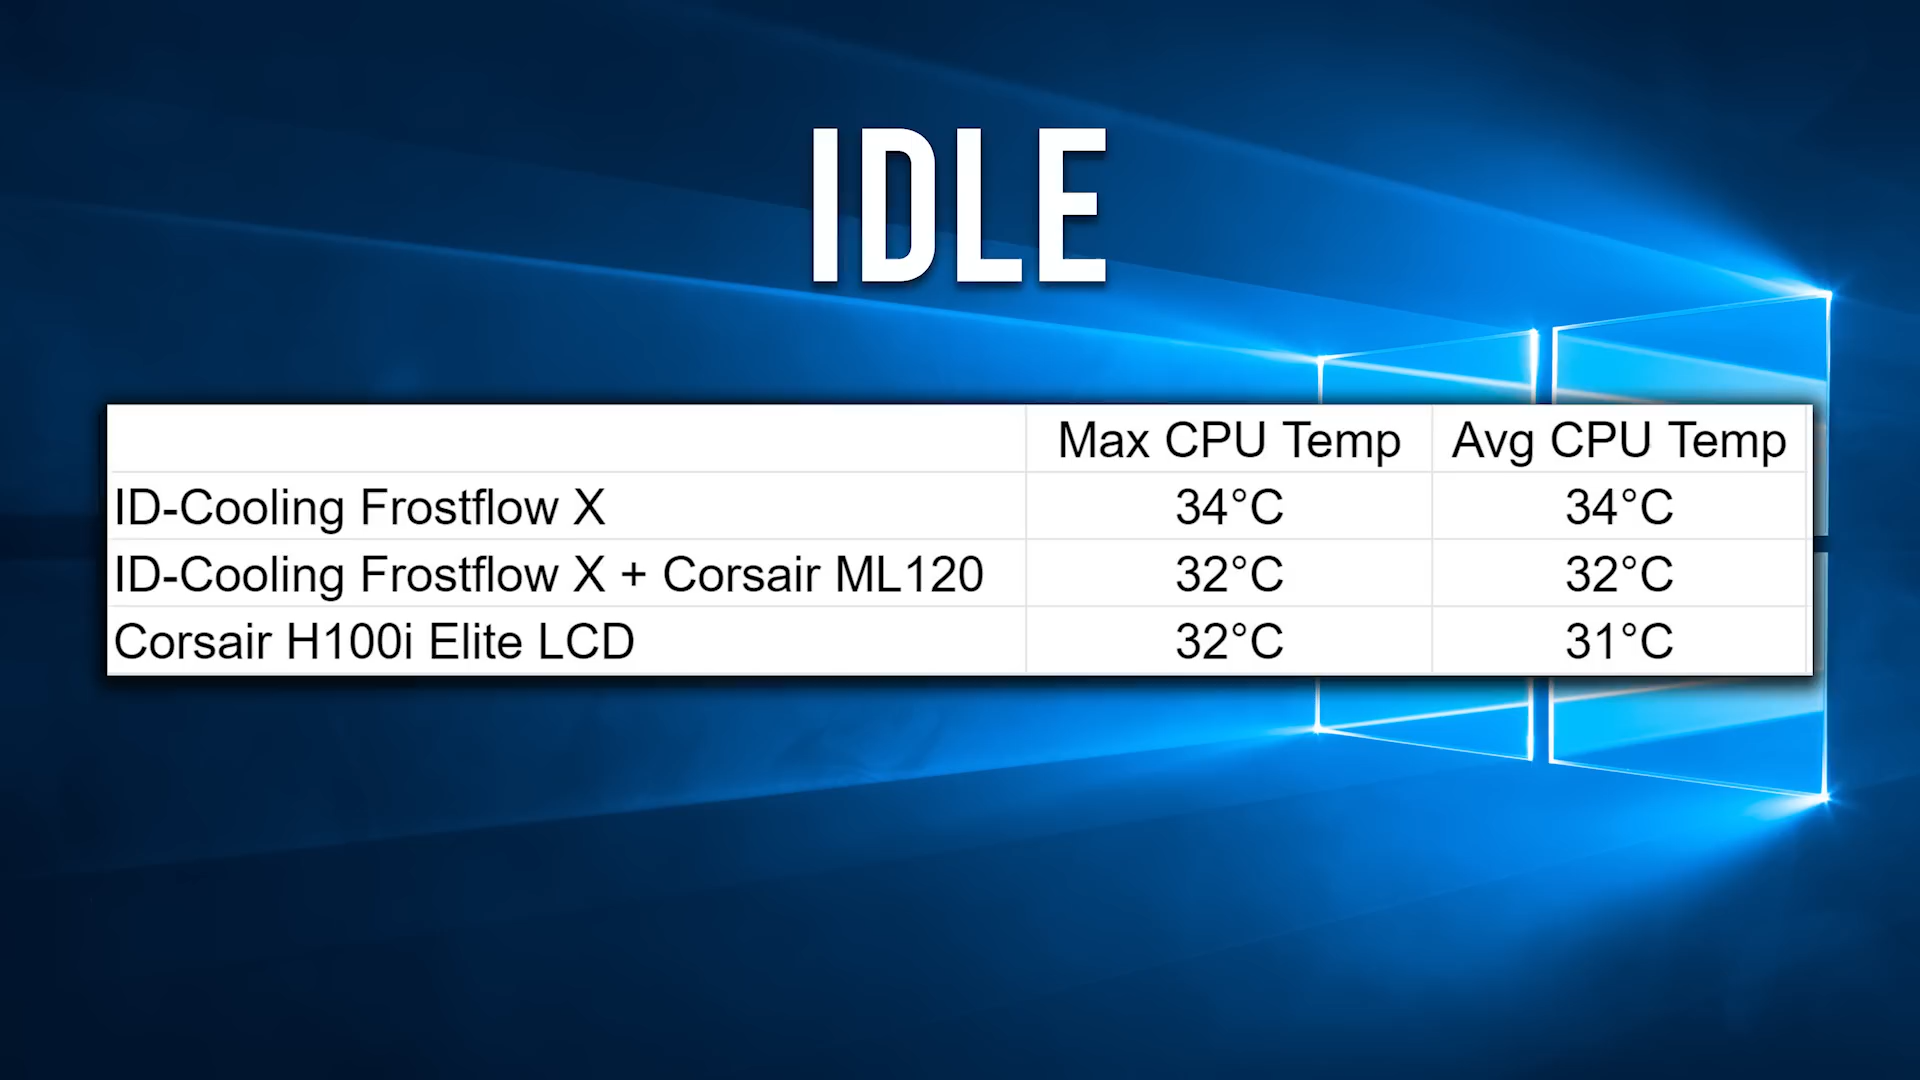 IDLE
Max CPU Temp Avg CPU Temp
ID-Cooling Frostflow X 34°C 34°C
ID-Cooling Frostflow X + Corsair ML120 32°C 32°C
Corsair H100i Elite LCD 32°C 31°C